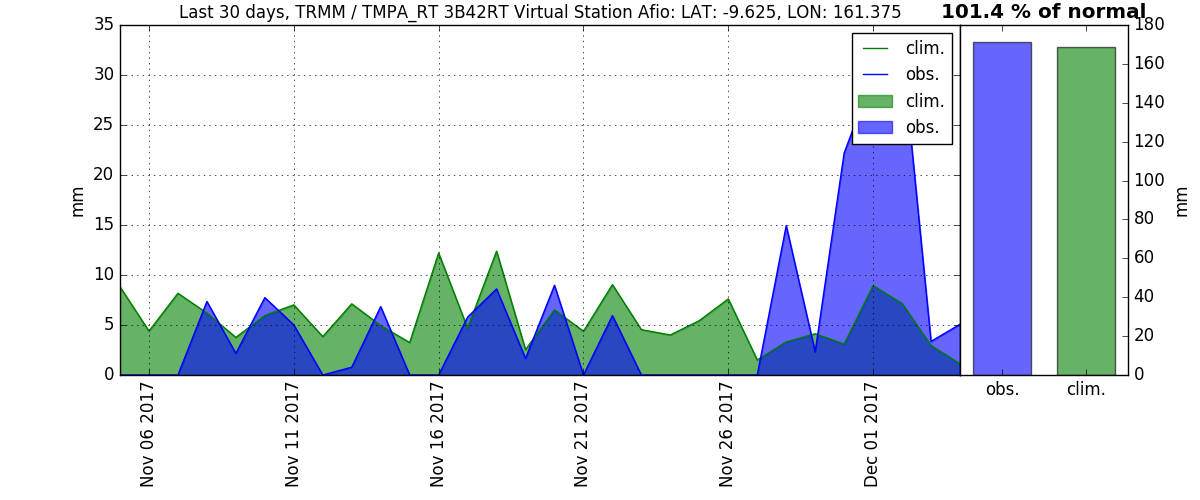 Last 30 days, TRMM / TMPA_RT 3B42RT Virtual Station Afio: LAT: -9.625, LON: 161.375
101.4 % of normal
35
30
25
20
15
10
5
0
mm
clim.
obs.
clim.
obs.
Nov 06 2017
Nov 11 2017
Nov 16 2017
Nov 21 2017
Nov 26 2017
Dec 01 2017
180
160
140
120
100
80
60
40
20
0
mm
obs.
clim.